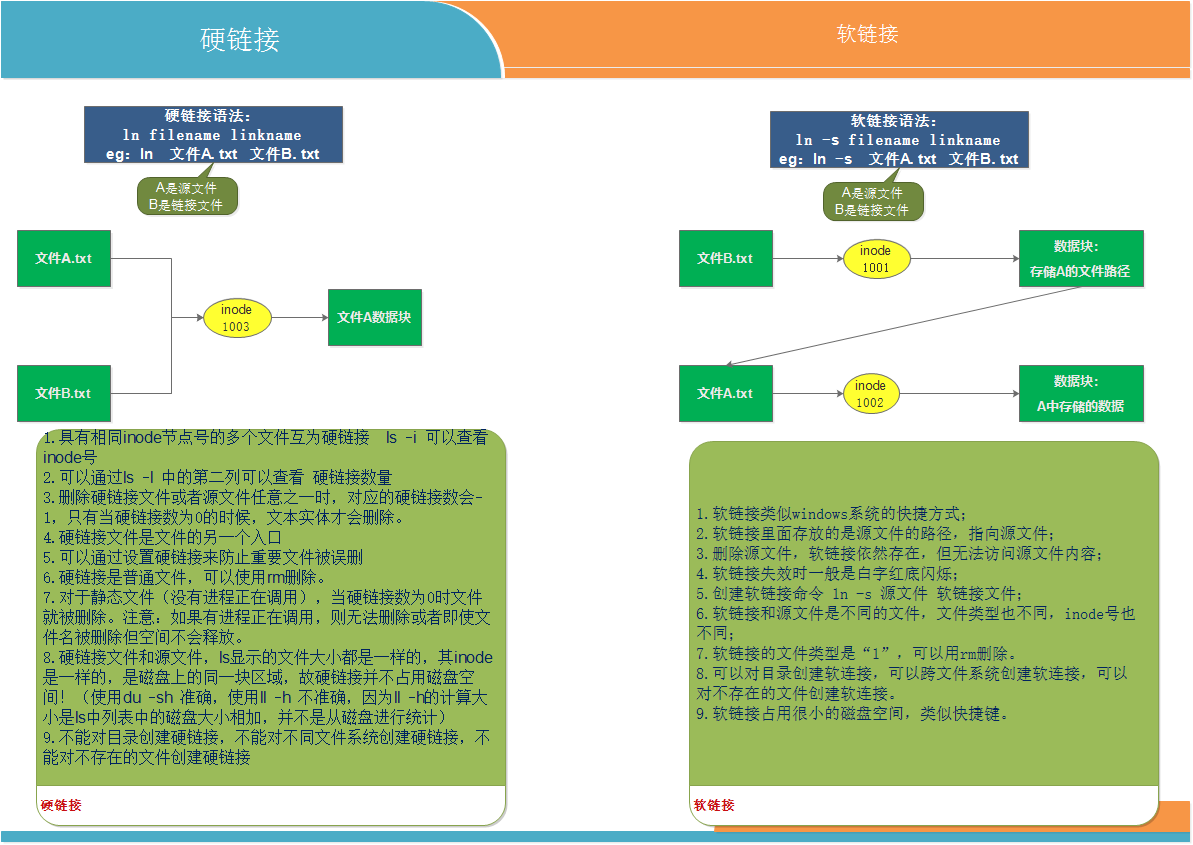 硬链接
软链接
硬链接语法：
ln filename linkname
eg：ln 文件A.txt 文件B.txt
A是源文件
B是链接文件
文件A.txt
文件B.txt
inode
1003
文件A数据块
1.具有相同inode节点号的多个文件互为硬链接 ls -i 可以查看
inode号
2.可以通过ls -l 中的第二列可以查看 硬链接数量
3.删除硬链接文件或者源文件任意之一时，对应的硬链接数会-
1，只有当硬链接数为0的时候，文本实体才会删除。
4.硬链接文件是文件的另一个入口
5.可以通过设置硬链接来防止重要文件被误删
6.硬链接是普通文件，可以使用rm删除。
7.对于静态文件（没有进程正在调用），当硬链接数为0时文件
就被删除。注意：如果有进程正在调用，则无法删除或者即使文
件名被删除但空间不会释放。
8.硬链接文件和源文件，ls显示的文件大小都是一样的，其inode
是一样的，是磁盘上的同一块区域，故硬链接并不占用磁盘空
间！（使用du -sh 准确，使用ll -h 不准确，因为ll -h的计算大
小是ls中列表中的磁盘大小相加，并不是从磁盘进行统计）
9.不能对目录创建硬链接，不能对不同文件系统创建硬链接，不
能对不存在的文件创建硬链接
硬链接
软链接语法：
ln -s filename linkname
eg：ln -s 文件A.txt 文件B.txt
A是源文件
B是链接文件
文件B.txt
inode
1001
数据块：
存储A的文件路径
文件A.txt
inode
1002
数据块：
A中存储的数据
1.软链接类似windows系统的快捷方式；
2.软链接里面存放的是源文件的路径，指向源文件；
3.删除源文件，软链接依然存在，但无法访问源文件内容；
4.软链接失效时一般是白字红底闪烁；
5.创建软链接命令 ln -s 源文件 软链接文件；
6.软链接和源文件是不同的文件，文件类型也不同，inode号也
不同；
7.软链接的文件类型是“l”，可以用rm删除。
8.可以对目录创建软连接，可以跨文件系统创建软连接，可以
对不存在的文件创建软连接。
9.软链接占用很小的磁盘空间，类似快捷键。
软链接